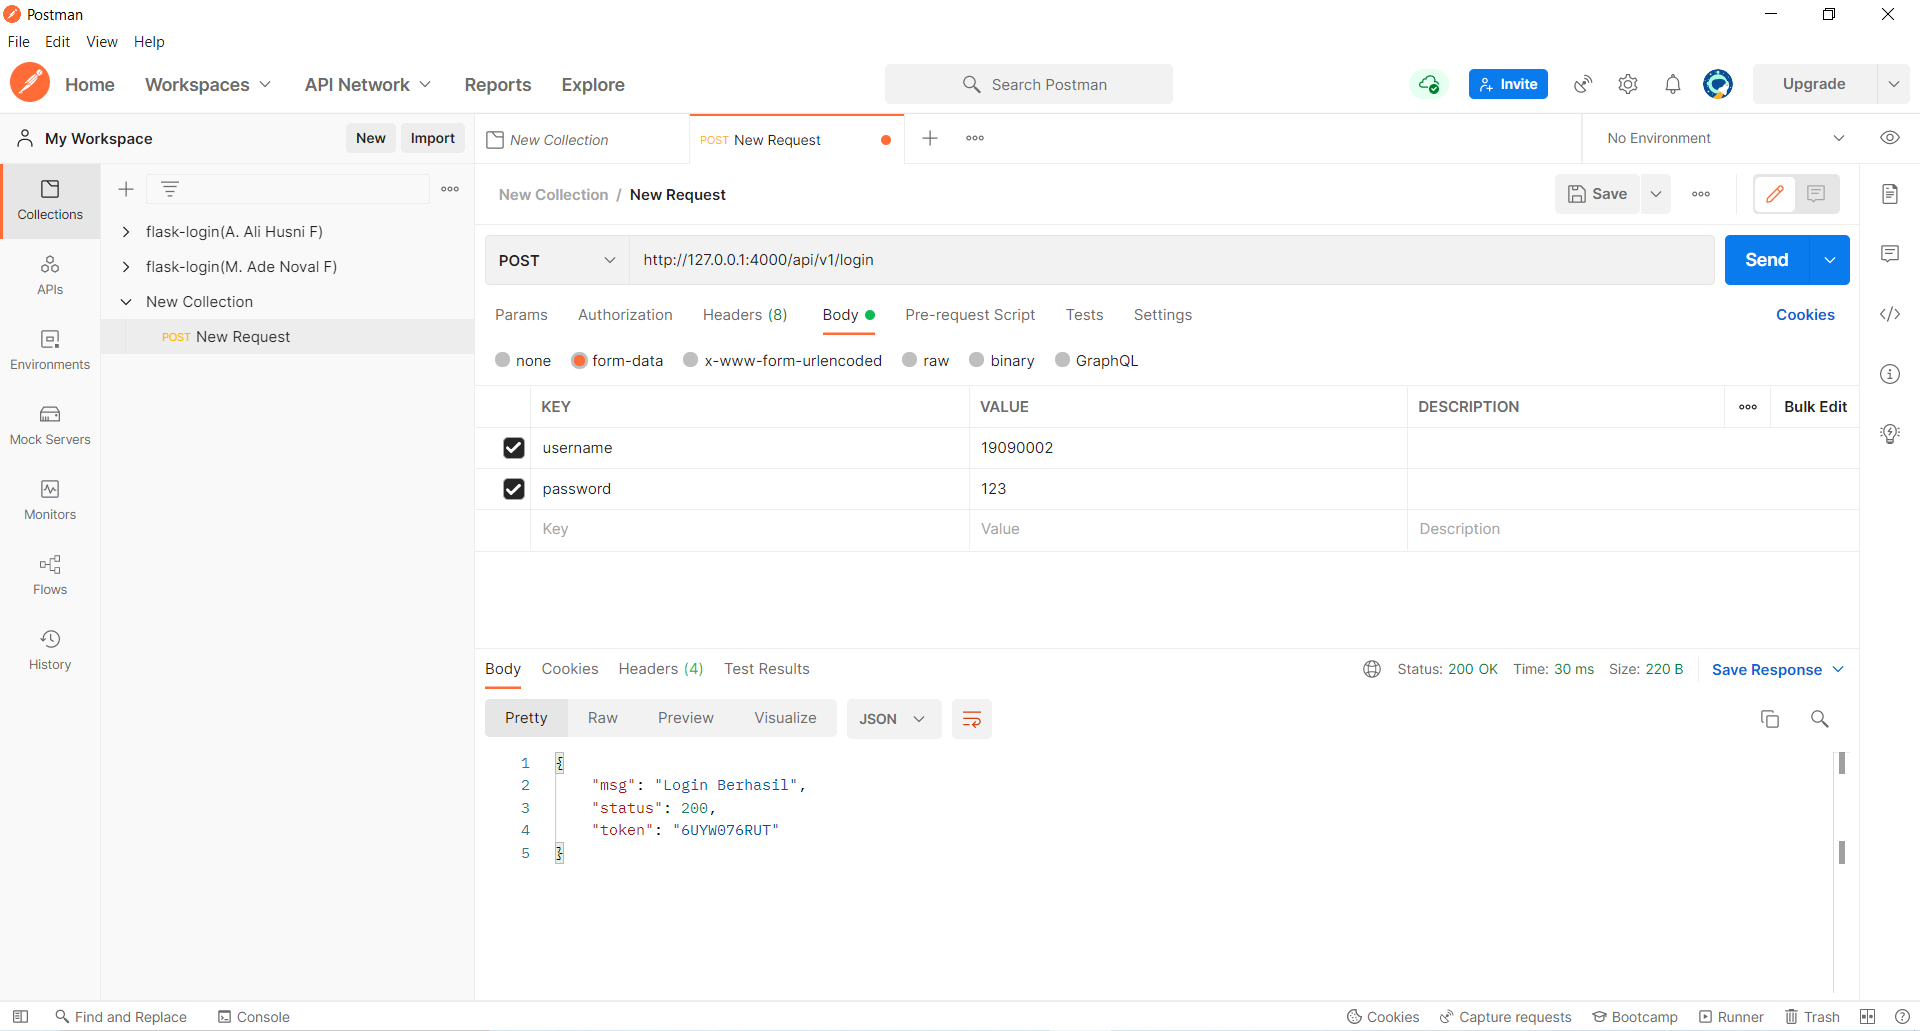 Postman
File Edit View Help
Home Workspaces API Network Reports Explore Search Postman Invite Upgrade
My Workspace New Import New Collection POST New Request No Environment
Collections
APIs
Environments
Mock Servers
Monitors
Flows
History
flask-login(A. Ali Husni F)
flask-login(M. Ade Noval F)
New Collection
POST New Request
New Collection / New Request Save
POST http://127.0.0.1:4000/api/v1/login Send
Params Authorization Headers (8) Body Pre-request Script Tests Settings Cookies
none form-data x-www-form-urlencoded raw binary GraphQL
KEY VALUE DESCRIPTION Bulk Edit
username 19090002
password 123
Key Value Description
Body Cookies Headers (4) Test Results Status: 200 OK Time: 30 ms Size: 220 B Save Response
Pretty Raw Preview Visualize JSON
1 {
2 "msg": "Login Berhasil",
3 "status": 200,
4 "token": "6UYW076RUT"
5 }
Find and Replace Console Cookies Capture requests Bootcamp Runner Trash